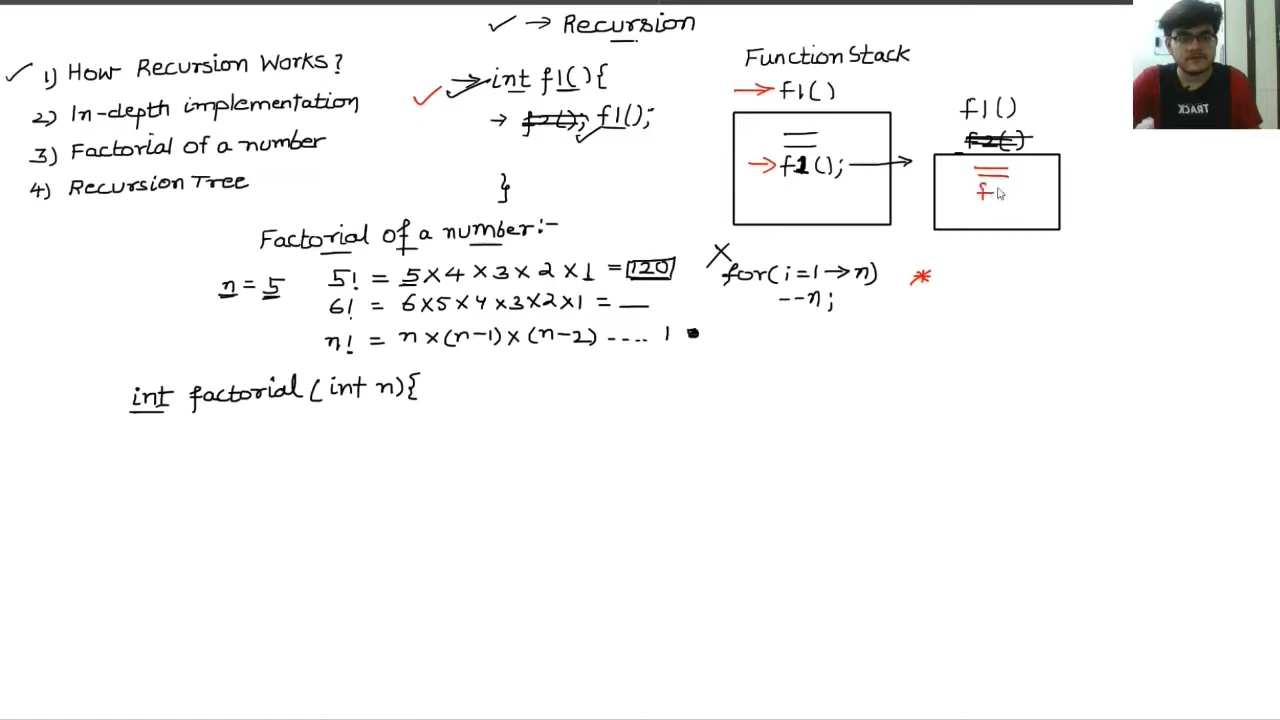 → Recursion
1) How Recursion Works?
2) In-depth implementation
3) Factorial of a number
4) Recursion Tree
int f1(){
→ f2(); f1();
}
Function Stack
→ f1()
→ f1();
f1()
f2()
f
Factorial of a number:-
n = 5
5! = 5×4×3×2×1 = 120
6! = 6×5×4×3×2×1 = __
n! = n×(n-1)×(n-2) .... 1
for(i=1→n)
--n;
*
int factorial(int n){
TRACK